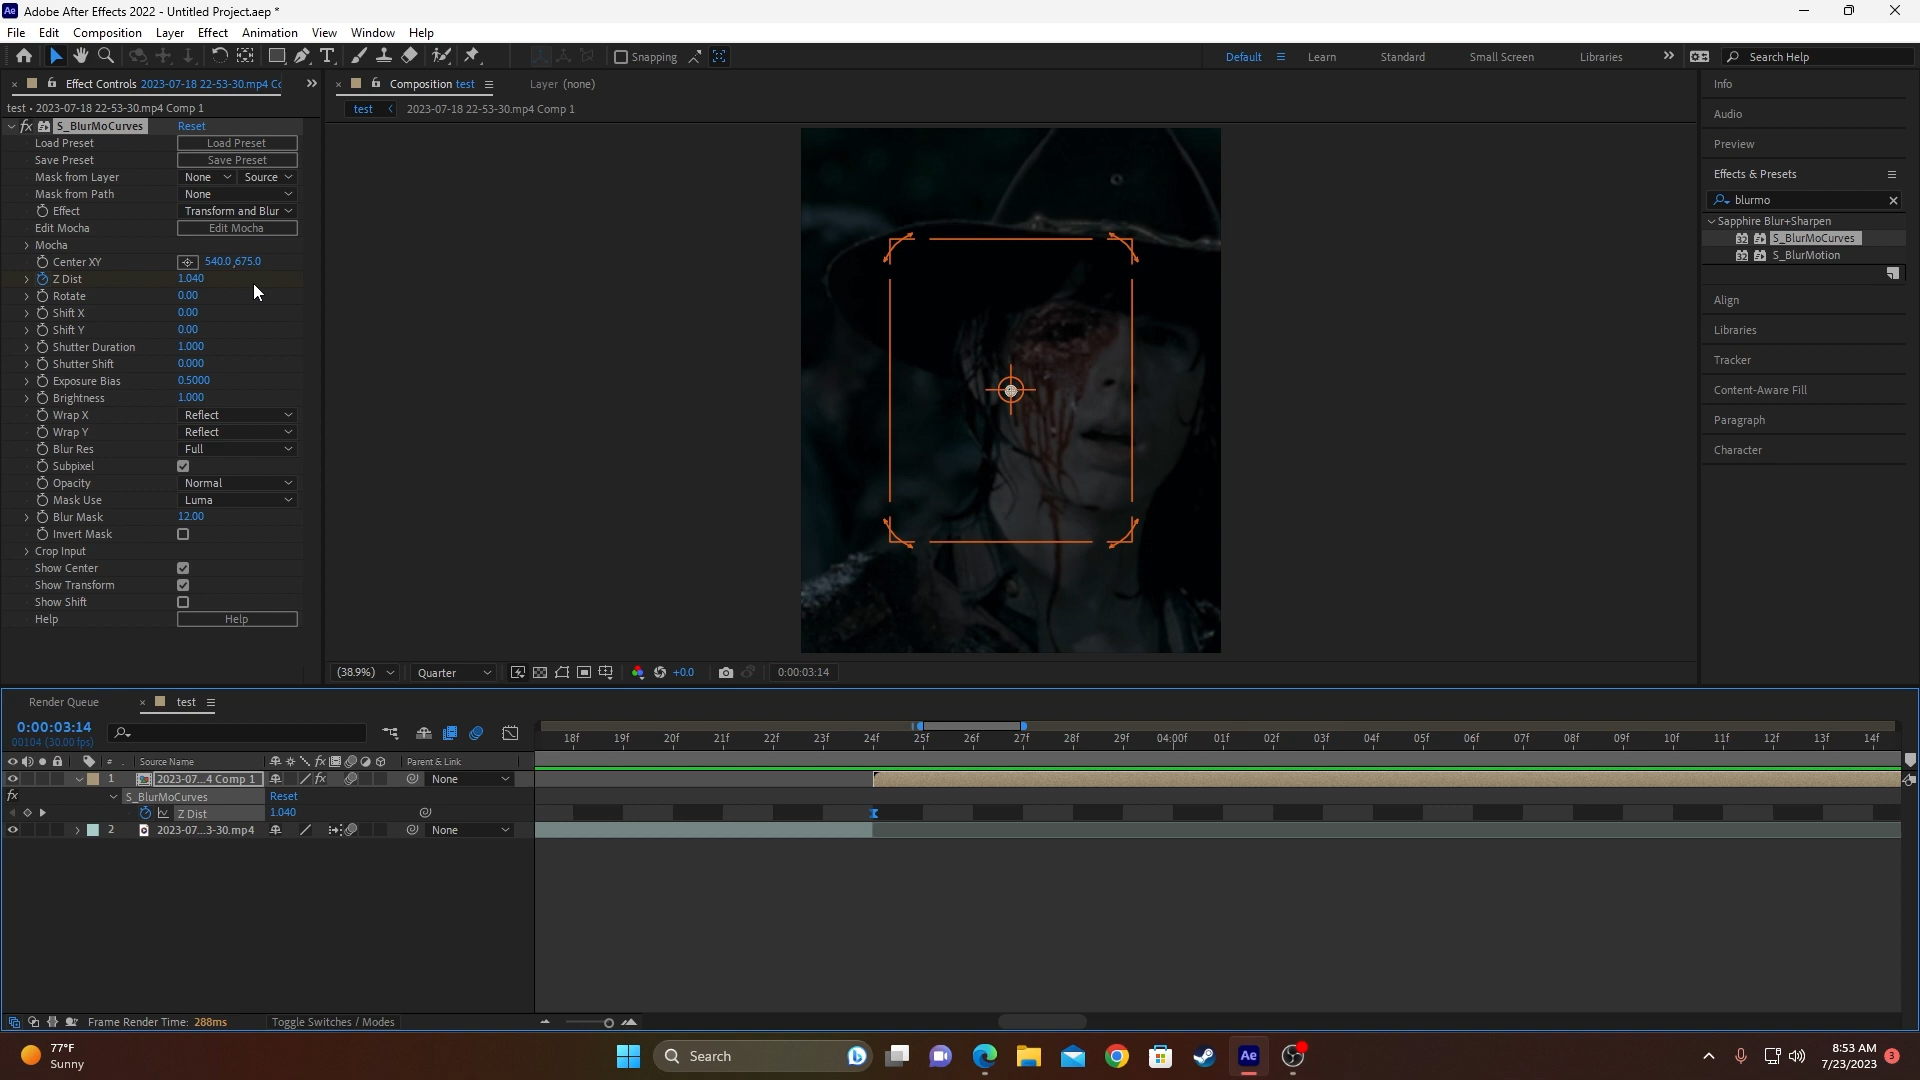 Ae Adobe After Effects 2022 - Untitled Project.aep *
File Edit Composition Layer Effect Animation View Window Help
Snapping Default Learn Standard Small Screen Libraries Search Help
Effect Controls 2023-07-18 22-53-30.mp4 Cc
Composition test
Layer (none)
test • 2023-07-18 22-53-30.mp4 Comp 1
test 2023-07-18 22-53-30.mp4 Comp 1
fx S_BlurMoCurves Reset
Load Preset Load Preset
Save Preset Save Preset
Mask from Layer None Source
Mask from Path None
Effect Transform and Blur
Edit Mocha Edit Mocha
Mocha
Center XY 540.0,675.0
Z Dist 1.040
Rotate 0.00
Shift X 0.00
Shift Y 0.00
Shutter Duration 1.000
Shutter Shift 0.000
Exposure Bias 0.5000
Brightness 1.000
Wrap X Reflect
Wrap Y Reflect
Blur Res Full
Subpixel
Opacity Normal
Mask Use Luma
Blur Mask 12.00
Invert Mask
Crop Input
Show Center
Show Transform
Show Shift
Help Help
Info
Audio
Preview
Effects & Presets
blurmo
Sapphire Blur+Sharpen
32 S_BlurMoCurves
32 S_BlurMotion
Align
Libraries
Tracker
Content-Aware Fill
Paragraph
Character
(38.9%) Quarter +0.0 0:00:03:14
Render Queue test
0:00:03:14
00104 (30.00 fps)
18f 19f 20f 21f 22f 23f 24f 25f 26f 27f 28f 29f 04:00f 01f 02f 03f 04f 05f 06f 07f 08f 09f 10f 11f 12f 13f 14f
# Source Name fx Parent & Link
1 2023-07...4 Comp 1 fx None
fx S_BlurMoCurves Reset
Z Dist 1.040
2 2023-07...3-30.mp4 None
Frame Render Time: 288ms Toggle Switches / Modes
77°F
Sunny
Search
Ae
8:53 AM
7/23/2023
3